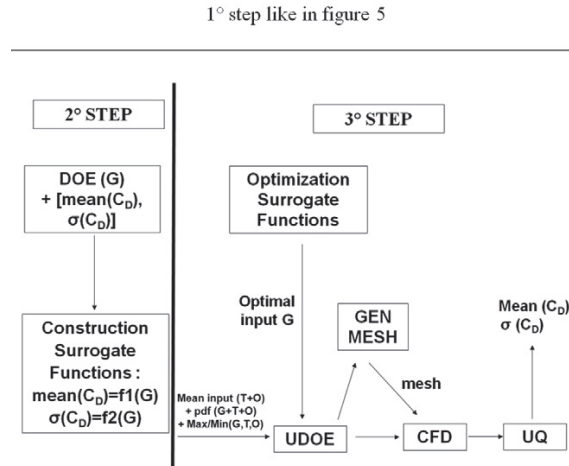 1° step like in figure 5
2° STEP
3° STEP
DOE (G)
+ [mean(C_D),
σ(C_D)]
Optimization
Surrogate
Functions
Optimal
input G
GEN
MESH
Mean (C_D)
σ (C_D)
Construction
Surrogate
Functions :
mean(C_D)=f1(G)
σ(C_D)=f2(G)
mesh
Mean input (T+O)
+ pdf (G+T+O)
+ Max/Min(G,T,O)
UDOE
CFD
UQ